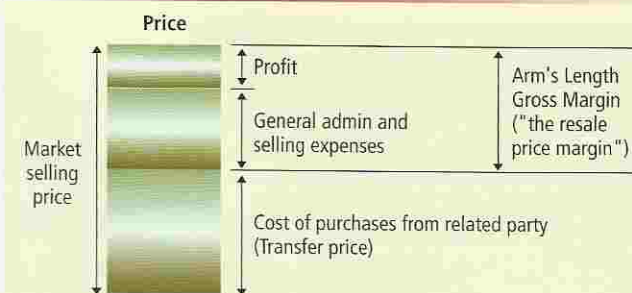 Price
Profit
General admin and
selling expenses
Arm's Length
Gross Margin
("the resale
price margin")
Market
selling
price
Cost of purchases from related party
(Transfer price)